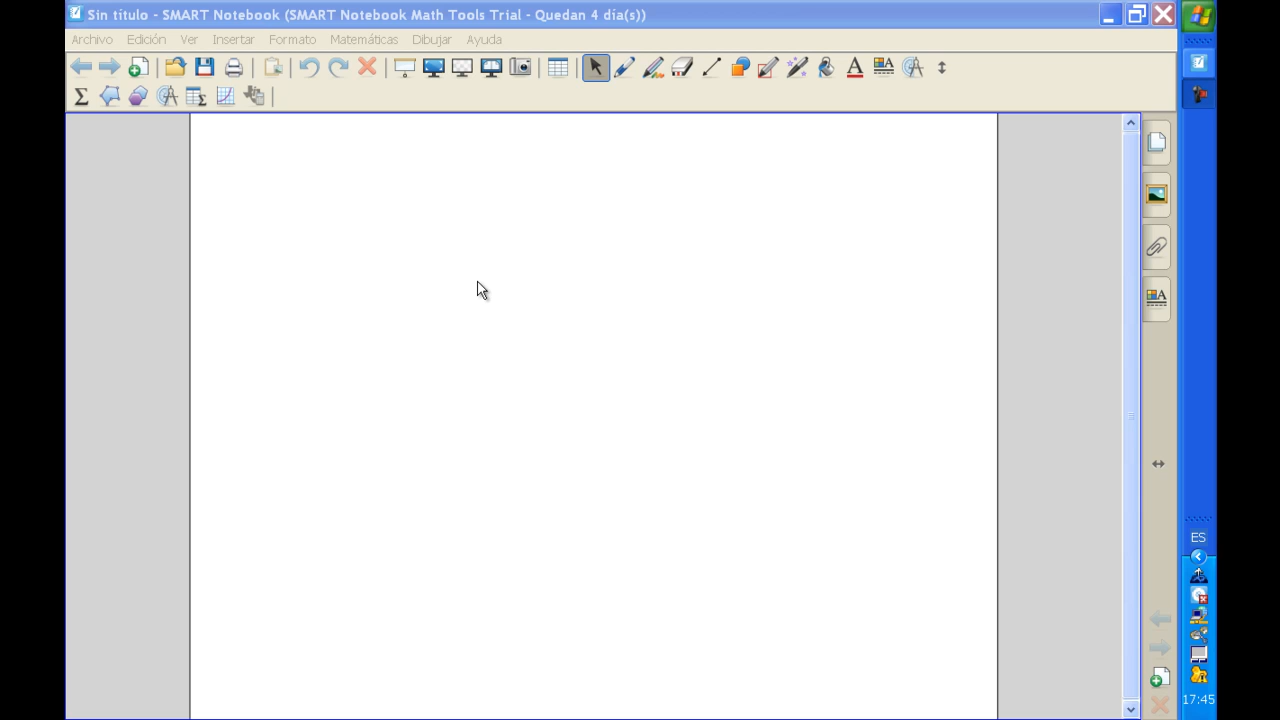 Sin título - SMART Notebook (SMART Notebook Math Tools Trial - Quedan 4 día(s))
Archivo Edición Ver Insertar Formato Matemáticas Dibujar Ayuda
ES
17:45